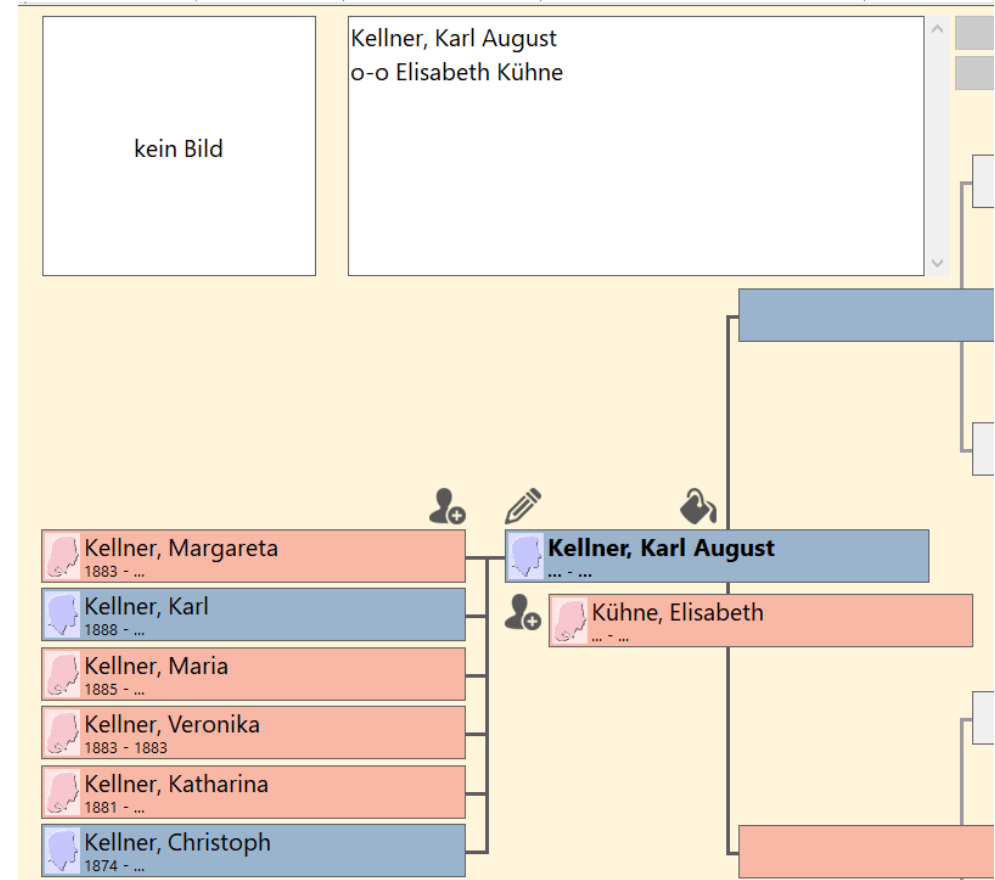 Kellner, Karl August
o-o Elisabeth Kühne
kein Bild
Kellner, Margareta
1883 - ...
Kellner, Karl August
... - ...
Kellner, Karl
1888 - ...
Kühne, Elisabeth
... - ...
Kellner, Maria
1885 - ...
Kellner, Veronika
1883 - 1883
Kellner, Katharina
1881 - ...
Kellner, Christoph
1874 - ...